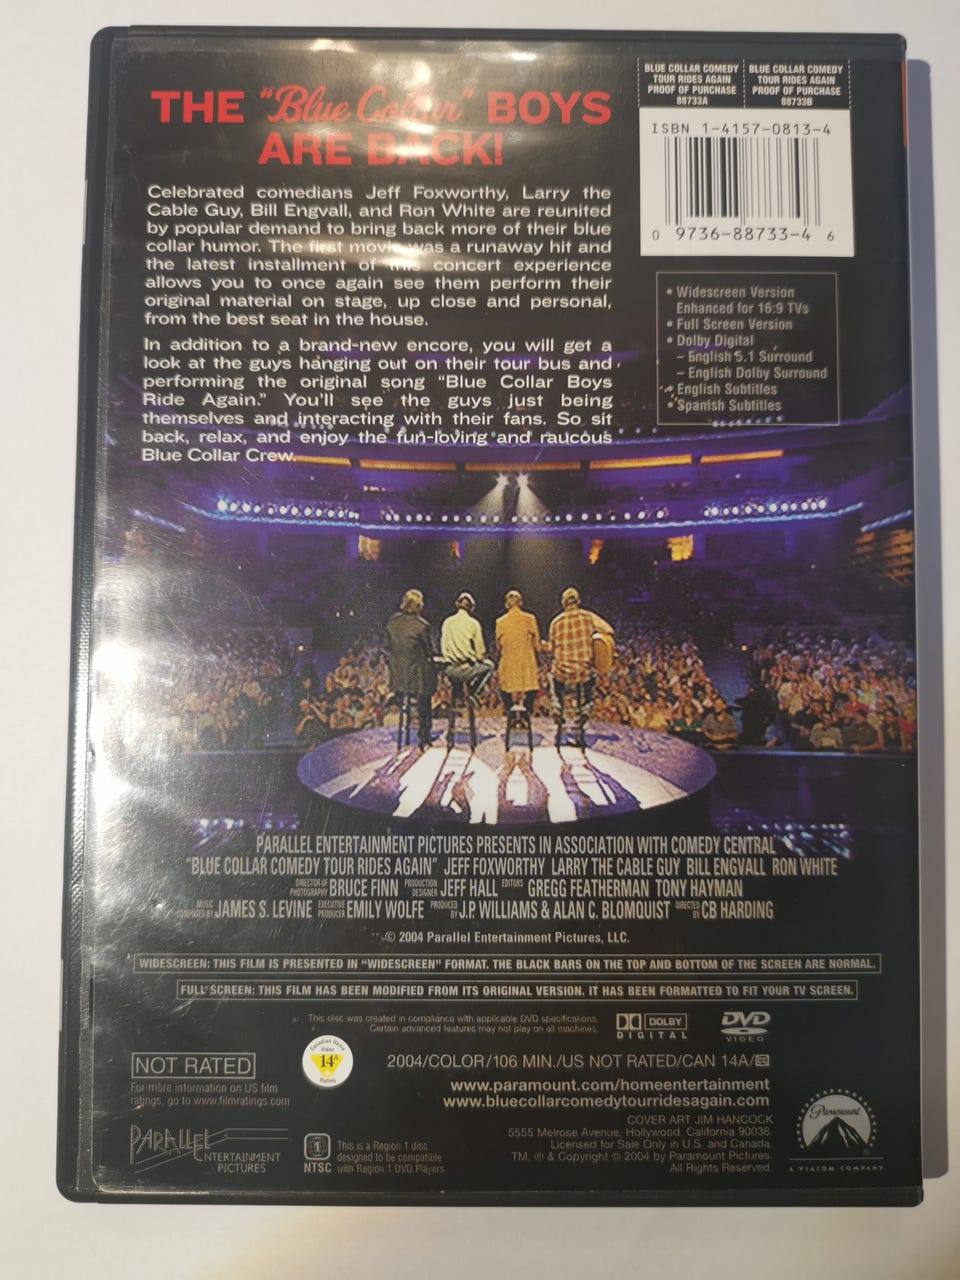 BLUE COLLAR COMEDY
TOUR RIDES AGAIN
PROOF OF PURCHASE
88733A
BLUE COLLAR COMEDY
TOUR RIDES AGAIN
PROOF OF PURCHASE
88733B
THE "Blue Collar" BOYS
ARE BACK!
ISBN 1-4157-0813-4
0 9736-88733-4 6
Celebrated comedians Jeff Foxworthy, Larry the
Cable Guy, Bill Engvall, and Ron White are reunited
by popular demand to bring back more of their blue
collar humor. The first movie was a runaway hit and
the latest installment of this concert experience
allows you to once again see them perform their
original material on stage, up close and personal,
from the best seat in the house.
In addition to a brand-new encore, you will get a
look at the guys hanging out on their tour bus and
performing the original song "Blue Collar Boys
Ride Again." You'll see the guys just being
themselves and interacting with their fans. So sit
back, relax, and enjoy the fun-loving and raucous
Blue Collar Crew.
• Widescreen Version
Enhanced for 16:9 TVs
• Full Screen Version
• Dolby Digital
– English 5.1 Surround
– English Dolby Surround
• English Subtitles
• Spanish Subtitles
PARALLEL ENTERTAINMENT PICTURES PRESENTS IN ASSOCIATION WITH COMEDY CENTRAL
"BLUE COLLAR COMEDY TOUR RIDES AGAIN" JEFF FOXWORTHY LARRY THE CABLE GUY BILL ENGVALL RON WHITE
DIRECTOR OF PHOTOGRAPHY BRUCE FINN PRODUCTION DESIGNER JEFF HALL EDITORS GREGG FEATHERMAN TONY HAYMAN
MUSIC COMPOSED BY JAMES S. LEVINE EXECUTIVE PRODUCER EMILY WOLFE PRODUCED BY J.P. WILLIAMS & ALAN C. BLOMQUIST DIRECTED BY CB HARDING
© 2004 Parallel Entertainment Pictures, LLC.
WIDESCREEN: THIS FILM IS PRESENTED IN "WIDESCREEN" FORMAT. THE BLACK BARS ON THE TOP AND BOTTOM OF THE SCREEN ARE NORMAL.
FULL SCREEN: THIS FILM HAS BEEN MODIFIED FROM ITS ORIGINAL VERSION. IT HAS BEEN FORMATTED TO FIT YOUR TV SCREEN.
This disc was created in compliance with applicable DVD specifications.
Certain advanced features may not play on all machines.
DOLBY
DIGITAL
DVD
VIDEO
NOT RATED
For more information on US film
ratings, go to www.filmratings.com
Canadian Home
Video
14A
Rating
2004/COLOR/106 MIN./US NOT RATED/CAN 14A/CC
www.paramount.com/homeentertainment
www.bluecollarcomedytourridesagain.com
COVER ART JIM HANCOCK
5555 Melrose Avenue, Hollywood, California 90038.
Licensed for Sale Only in U.S. and Canada.
TM, ® & Copyright © 2004 by Paramount Pictures.
All Rights Reserved.
PARALLEL
ENTERTAINMENT
PICTURES
1
NTSC
This is a Region 1 disc
designed to be compatible
with Region 1 DVD Players
Paramount
A VIACOM COMPANY